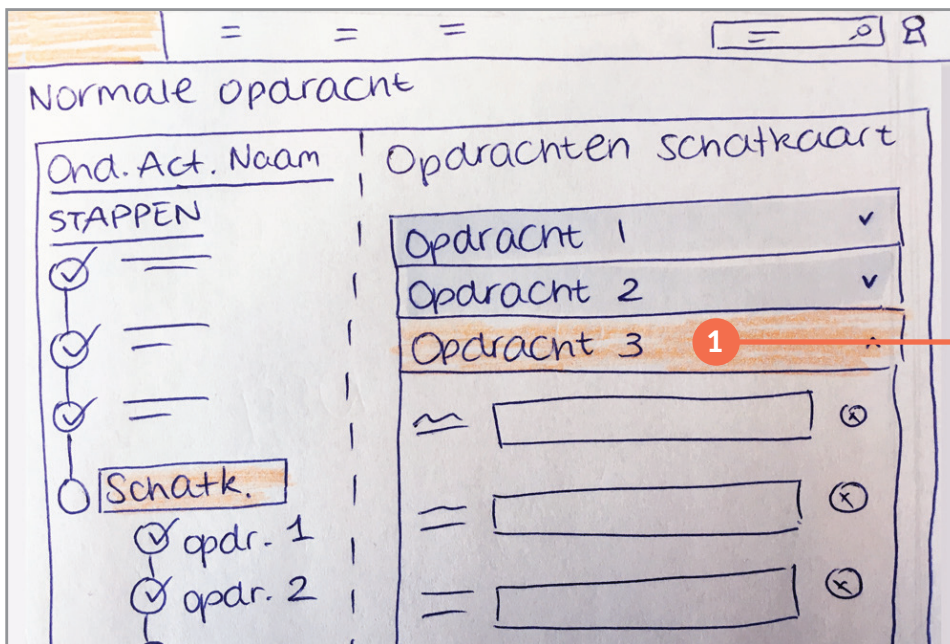 Normale opdracht
Ond. Act. Naam
STAPPEN
Schatk.
opdr. 1
opdr. 2
Opdrachten schatkaart
Opdracht 1
Opdracht 2
Opdracht 3
1